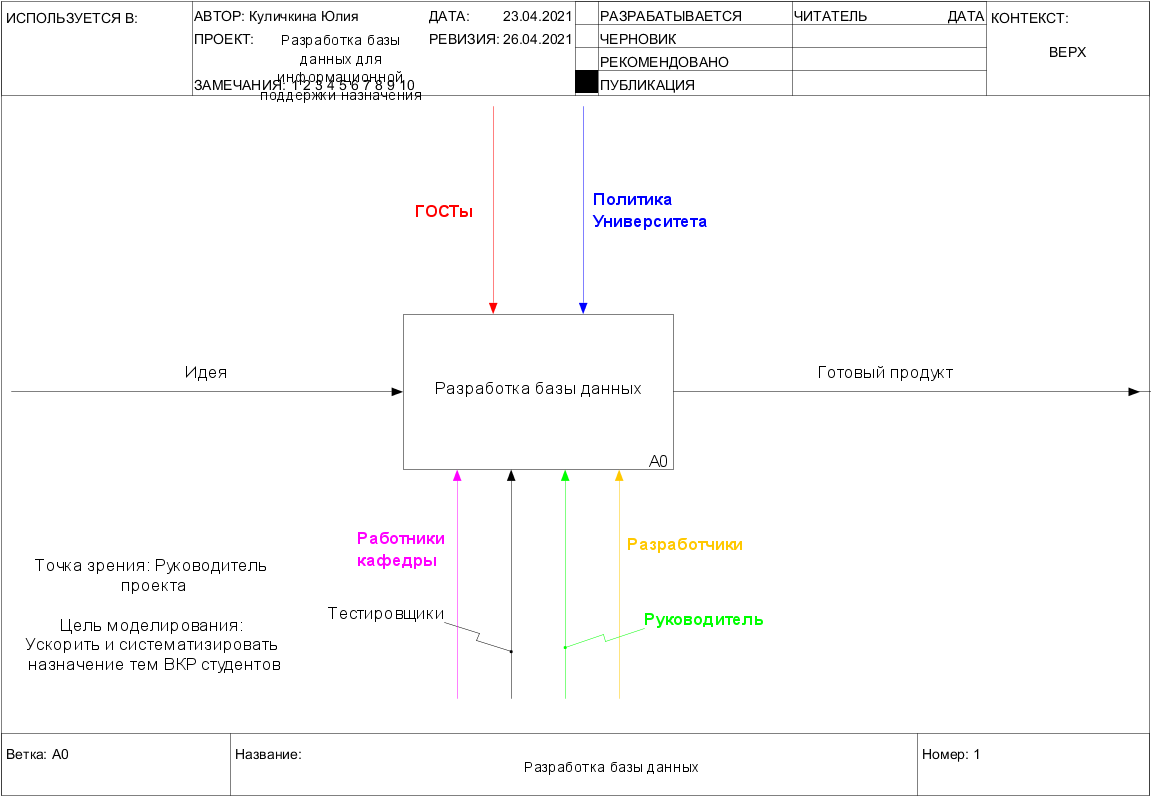 ИСПОЛЬЗУЕТСЯ В:
АВТОР: Куличкина Юлия
ДАТА: 23.04.2021
ПРОЕКТ: Разработка базы
данных для
информационной
поддержки назначения
РЕВИЗИЯ: 26.04.2021
ЗАМЕЧАНИЯ: 1 2 3 4 5 6 7 8 9 10
РАЗРАБАТЫВАЕТСЯ
ЧЕРНОВИК
РЕКОМЕНДОВАНО
ПУБЛИКАЦИЯ
ЧИТАТЕЛЬ
ДАТА
КОНТЕКСТ:
ВЕРХ
ГОСТы
Политика
Университета
Идея
Разработка базы данных
A0
Готовый продукт
Работники
кафедры
Разработчики
Тестировщики
Руководитель
Точка зрения: Руководитель
проекта
Цель моделирования:
Ускорить и систематизировать
назначение тем ВКР студентов
Ветка: A0
Название:
Разработка базы данных
Номер: 1